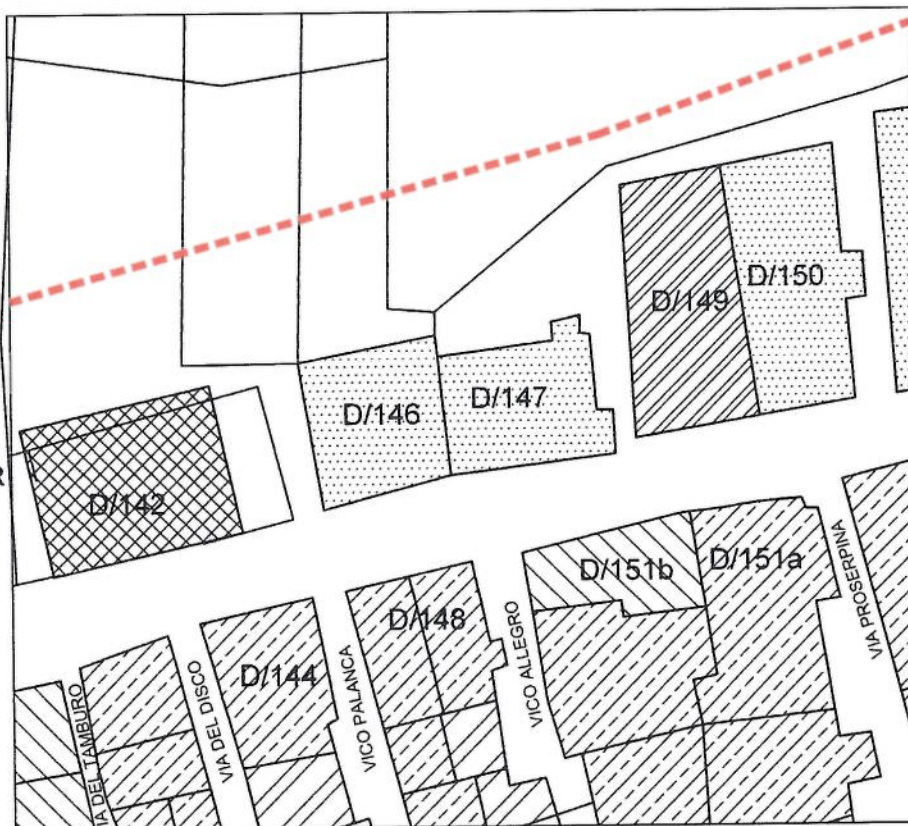 D/150
D/149
D/147
D/146
D/142
D/151b
D/151a
D/148
D/144
VIA PROSERPINA
VICO ALLEGRO
VICO PALANCA
VIA DEL DISCO
VIA DEL TAMBURO